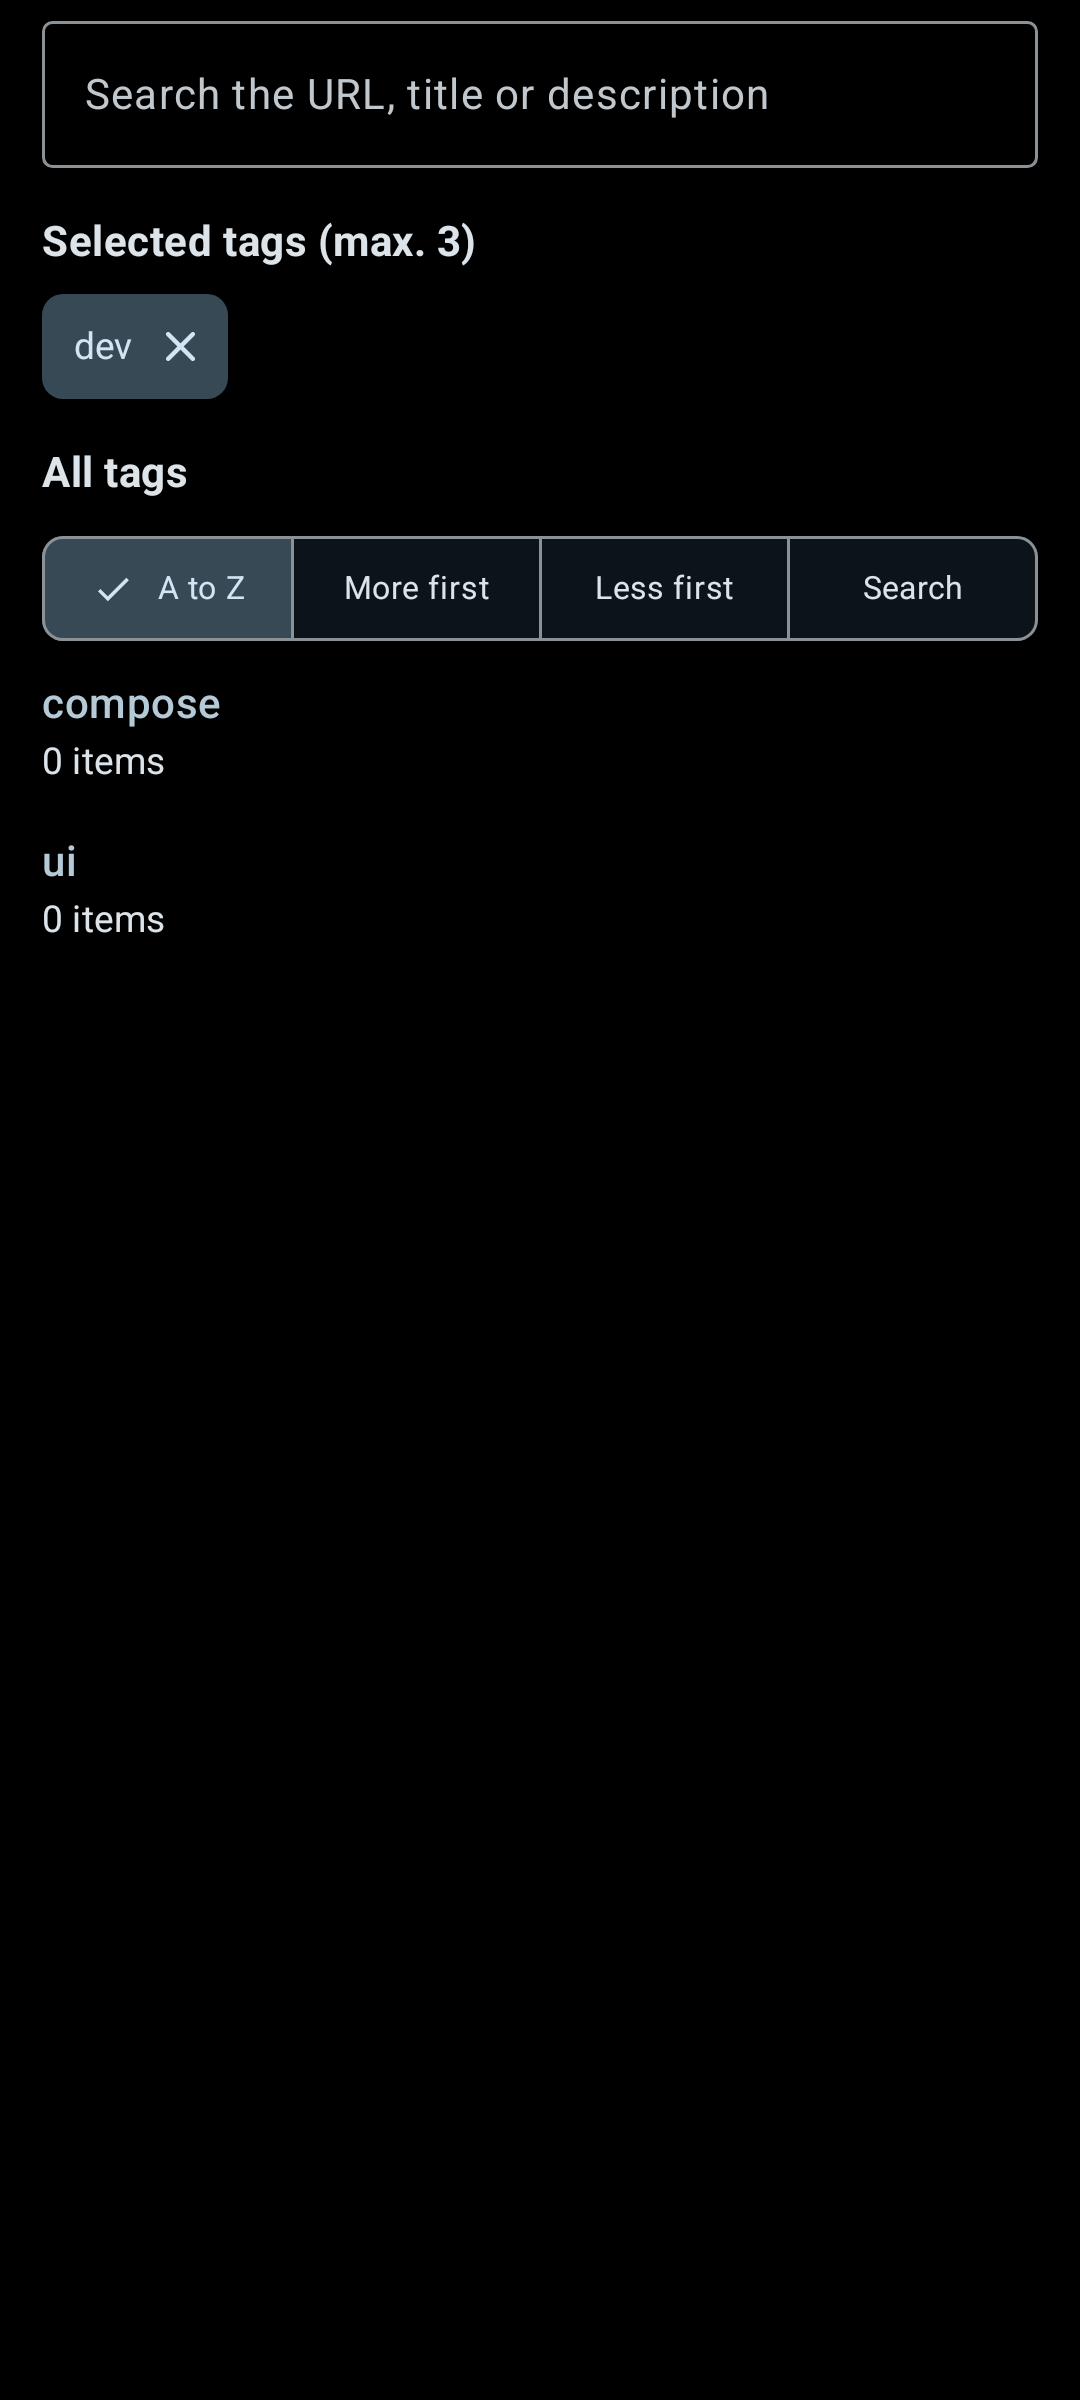 Search the URL, title or description
Selected tags (max. 3)
dev
All tags
A to Z
More first
Less first
Search
compose
0 items
ui
0 items